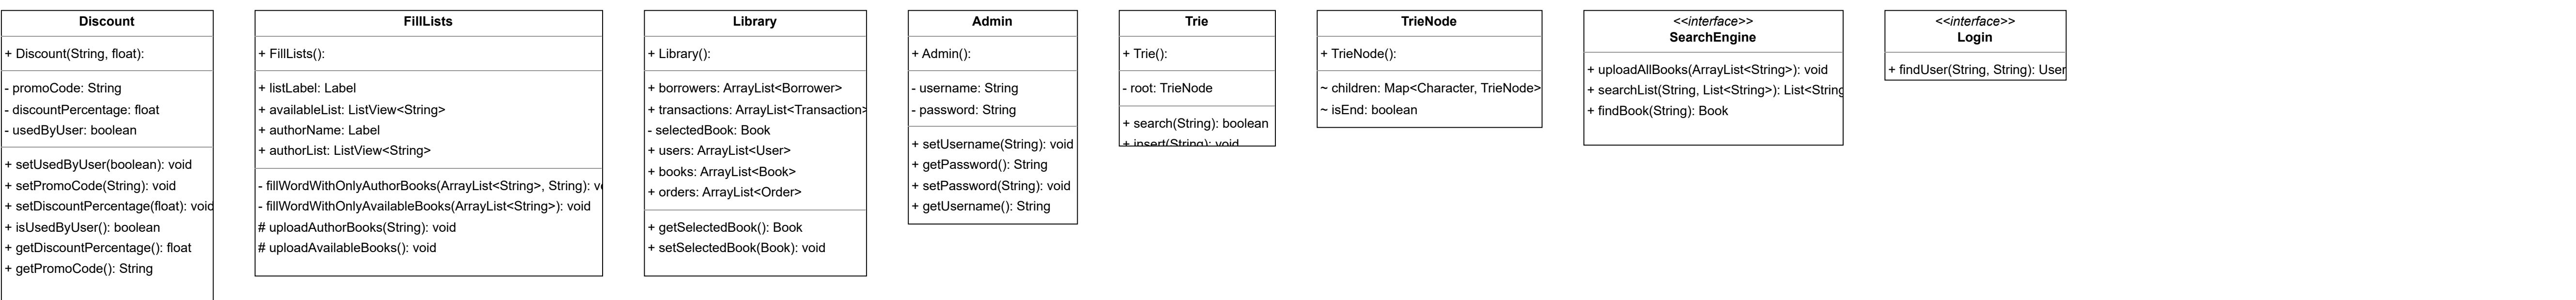 Discount
+ Discount(String, float):
- promoCode: String
- discountPercentage: float
- usedByUser: boolean
+ setUsedByUser(boolean): void
+ setPromoCode(String): void
+ setDiscountPercentage(float): void
+ isUsedByUser(): boolean
+ getDiscountPercentage(): float
+ getPromoCode(): String
FillLists
+ FillLists():
+ listLabel: Label
+ availableList: ListView<String>
+ authorName: Label
+ authorList: ListView<String>
- fillWordWithOnlyAuthorBooks(ArrayList<String>, String): v
- fillWordWithOnlyAvailableBooks(ArrayList<String>): void
# uploadAuthorBooks(String): void
# uploadAvailableBooks(): void
Library
+ Library():
+ borrowers: ArrayList<Borrower>
+ transactions: ArrayList<Transaction>
- selectedBook: Book
+ users: ArrayList<User>
+ books: ArrayList<Book>
+ orders: ArrayList<Order>
+ getSelectedBook(): Book
+ setSelectedBook(Book): void
Admin
+ Admin():
- username: String
- password: String
+ setUsername(String): void
+ getPassword(): String
+ setPassword(String): void
+ getUsername(): String
Trie
+ Trie():
- root: TrieNode
+ search(String): boolean
+ insert(String): void
TrieNode
+ TrieNode():
~ children: Map<Character, TrieNode>
~ isEnd: boolean
<<interface>>
SearchEngine
+ uploadAllBooks(ArrayList<String>): void
+ searchList(String, List<String>): List<String
+ findBook(String): Book
<<interface>>
Login
+ findUser(String, String): User